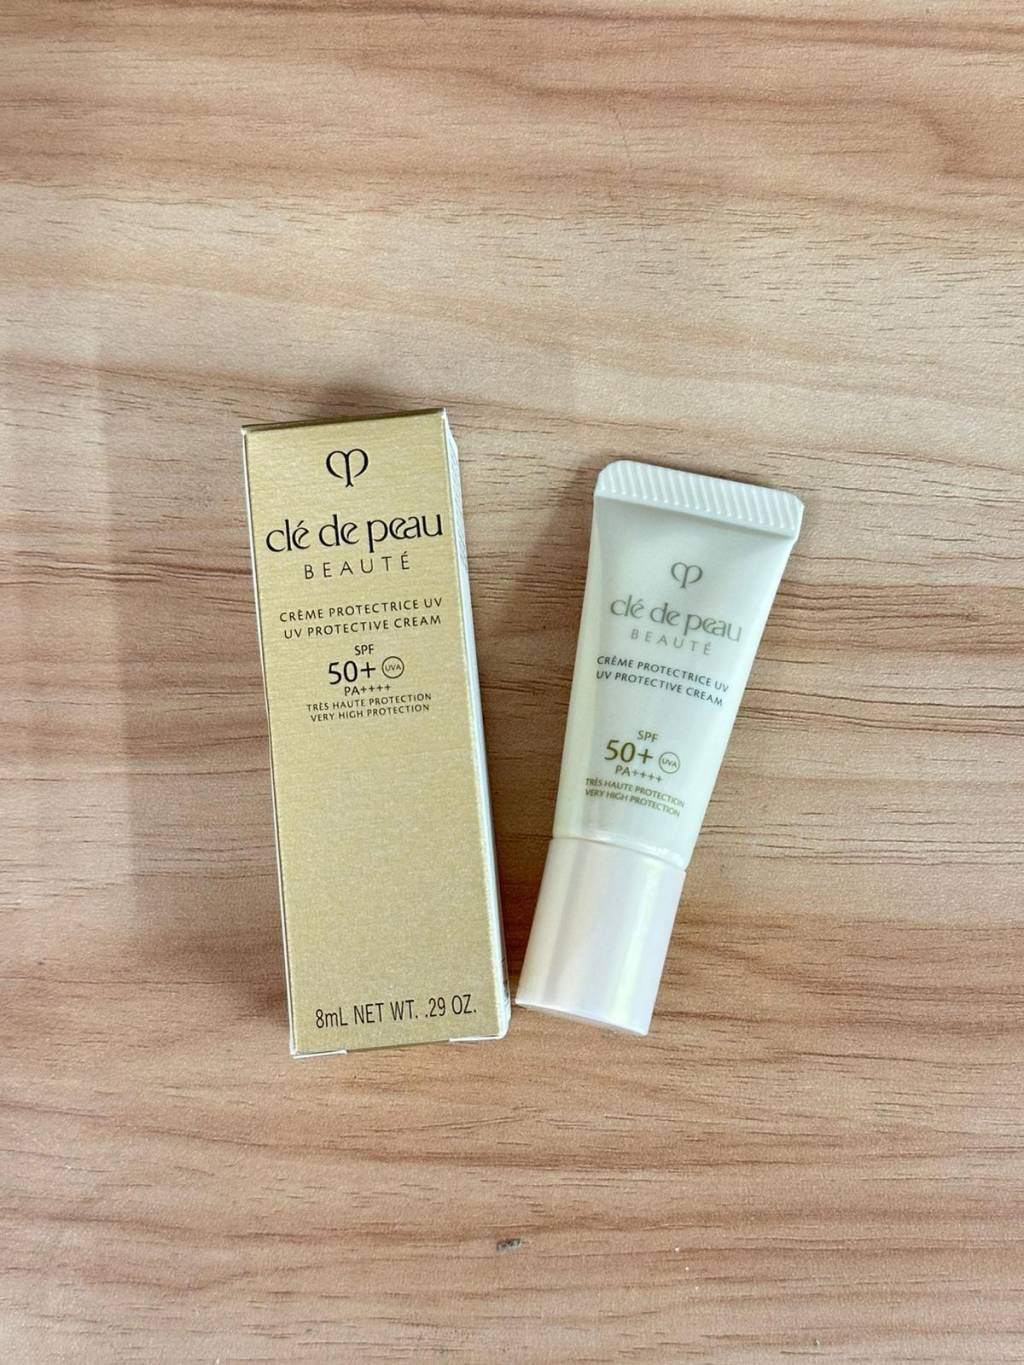 clé de peau
BEAUTÉ
CRÈME PROTECTRICE UV
UV PROTECTIVE CREAM
SPF
50+ UVA
PA++++
TRÈS HAUTE PROTECTION
VERY HIGH PROTECTION
8mL NET WT. .29 OZ.
clé de peau
BEAUTÉ
CRÈME PROTECTRICE UV
UV PROTECTIVE CREAM
SPF
50+ UVA
PA++++
TRÈS HAUTE PROTECTION
VERY HIGH PROTECTION